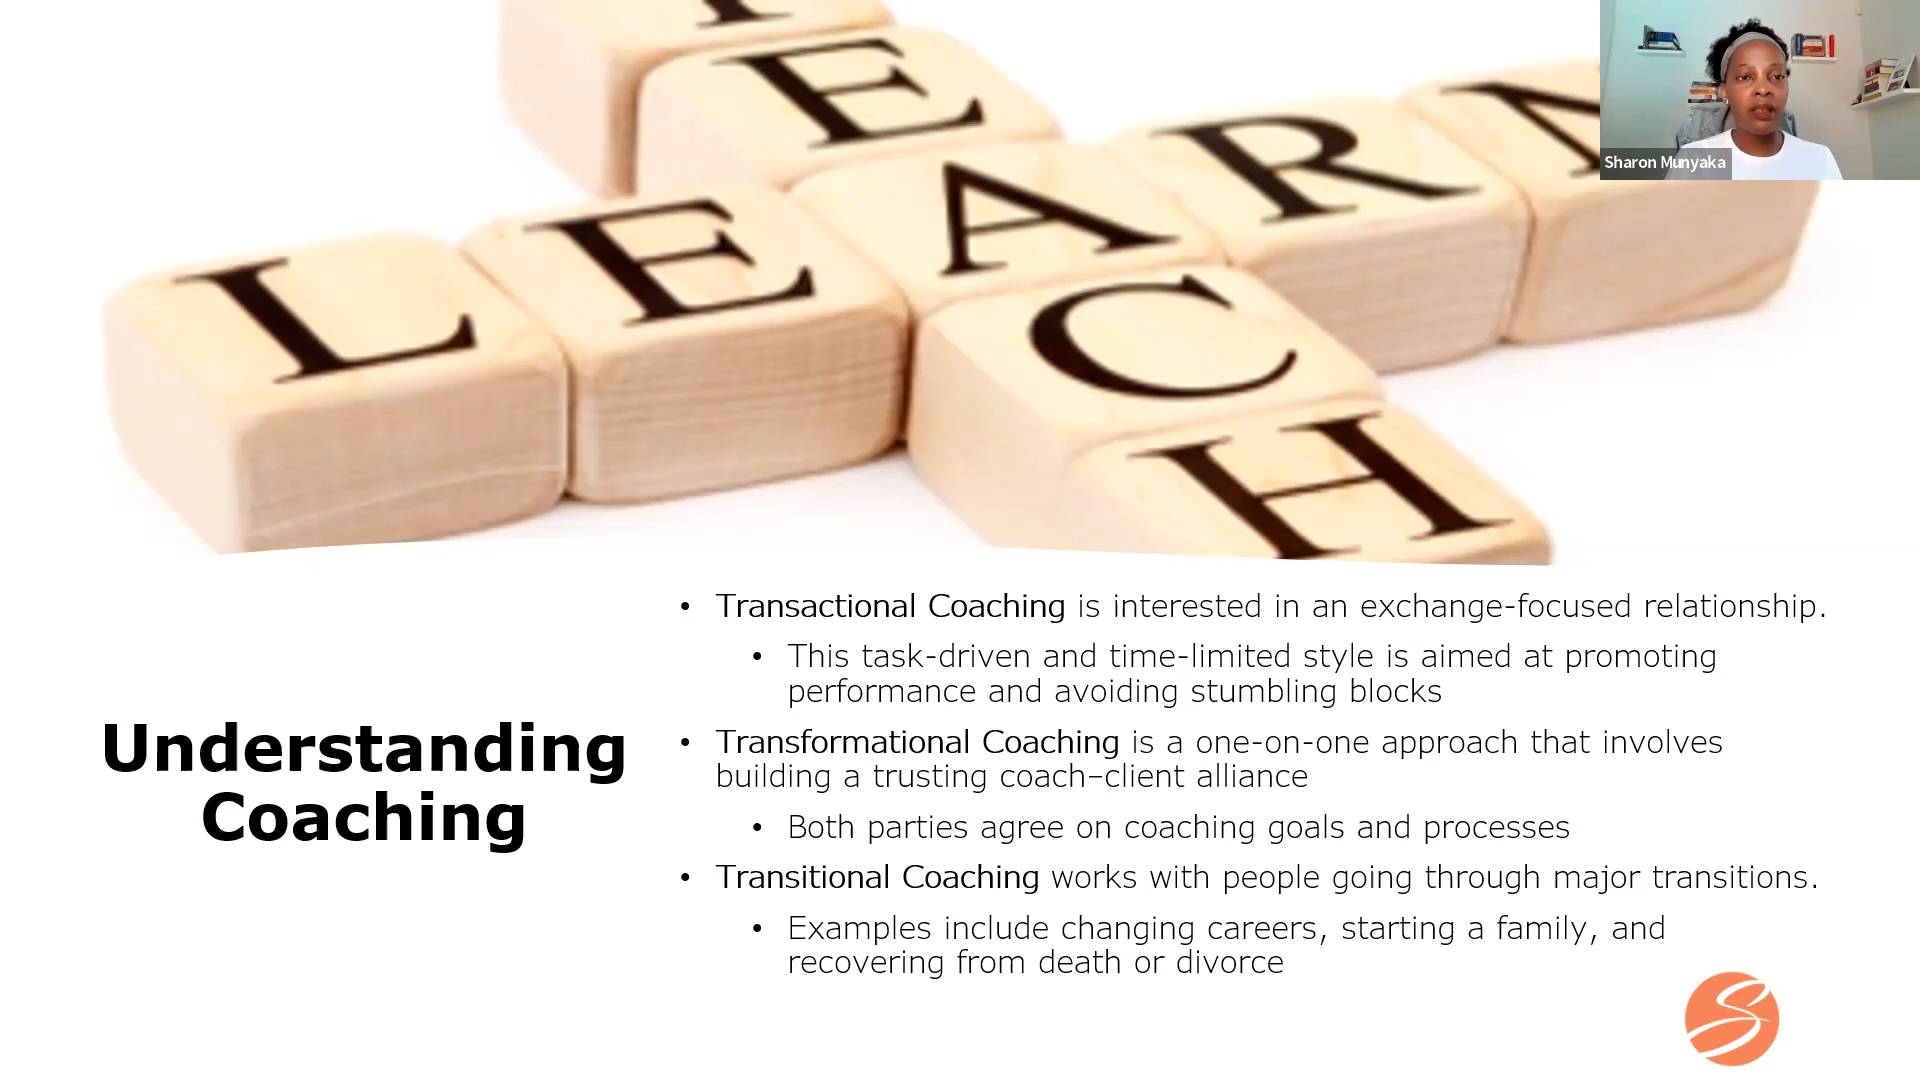 T
E
L E A R N
C
H
Sharon Munyaka
Understanding
Coaching
• Transactional Coaching is interested in an exchange-focused relationship.
• This task-driven and time-limited style is aimed at promoting
performance and avoiding stumbling blocks
• Transformational Coaching is a one-on-one approach that involves
building a trusting coach–client alliance
• Both parties agree on coaching goals and processes
• Transitional Coaching works with people going through major transitions.
• Examples include changing careers, starting a family, and
recovering from death or divorce